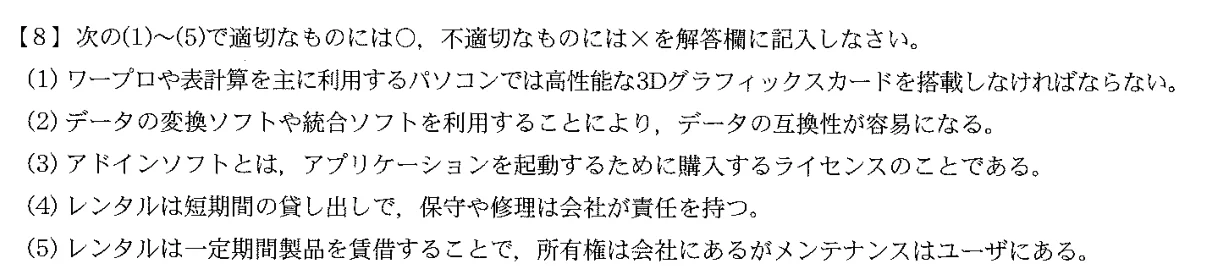 【8】次の(1)～(5)で適切なものには○，不適切なものには×を解答欄に記入しなさい。
(1) ワープロや表計算を主に利用するパソコンでは高性能な3Dグラフィックスカードを搭載しなければならない。
(2) データの変換ソフトや統合ソフトを利用することにより，データの互換性が容易になる。
(3) アドインソフトとは，アプリケーションを起動するために購入するライセンスのことである。
(4) レンタルは短期間の貸し出しで，保守や修理は会社が責任を持つ。
(5) レンタルは一定期間製品を賃借することで，所有権は会社にあるがメンテナンスはユーザにある。